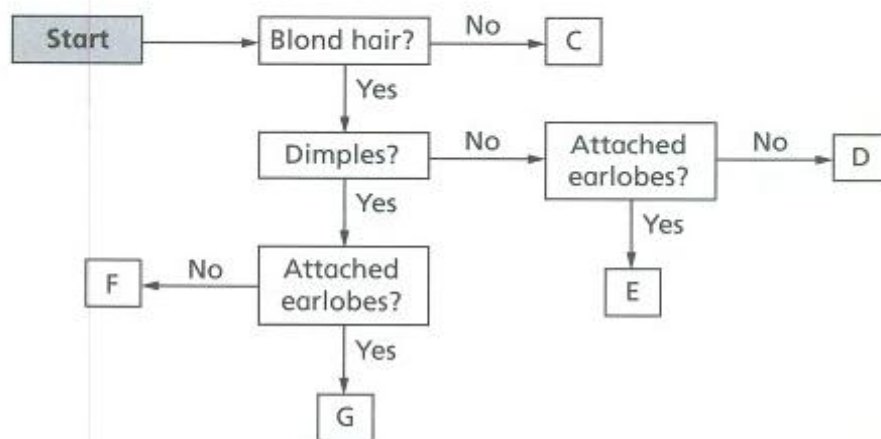 Start
Blond hair?
No
C
Yes
Dimples?
No
Attached
earlobes?
No
D
Yes
Yes
F
No
Attached
earlobes?
E
Yes
G